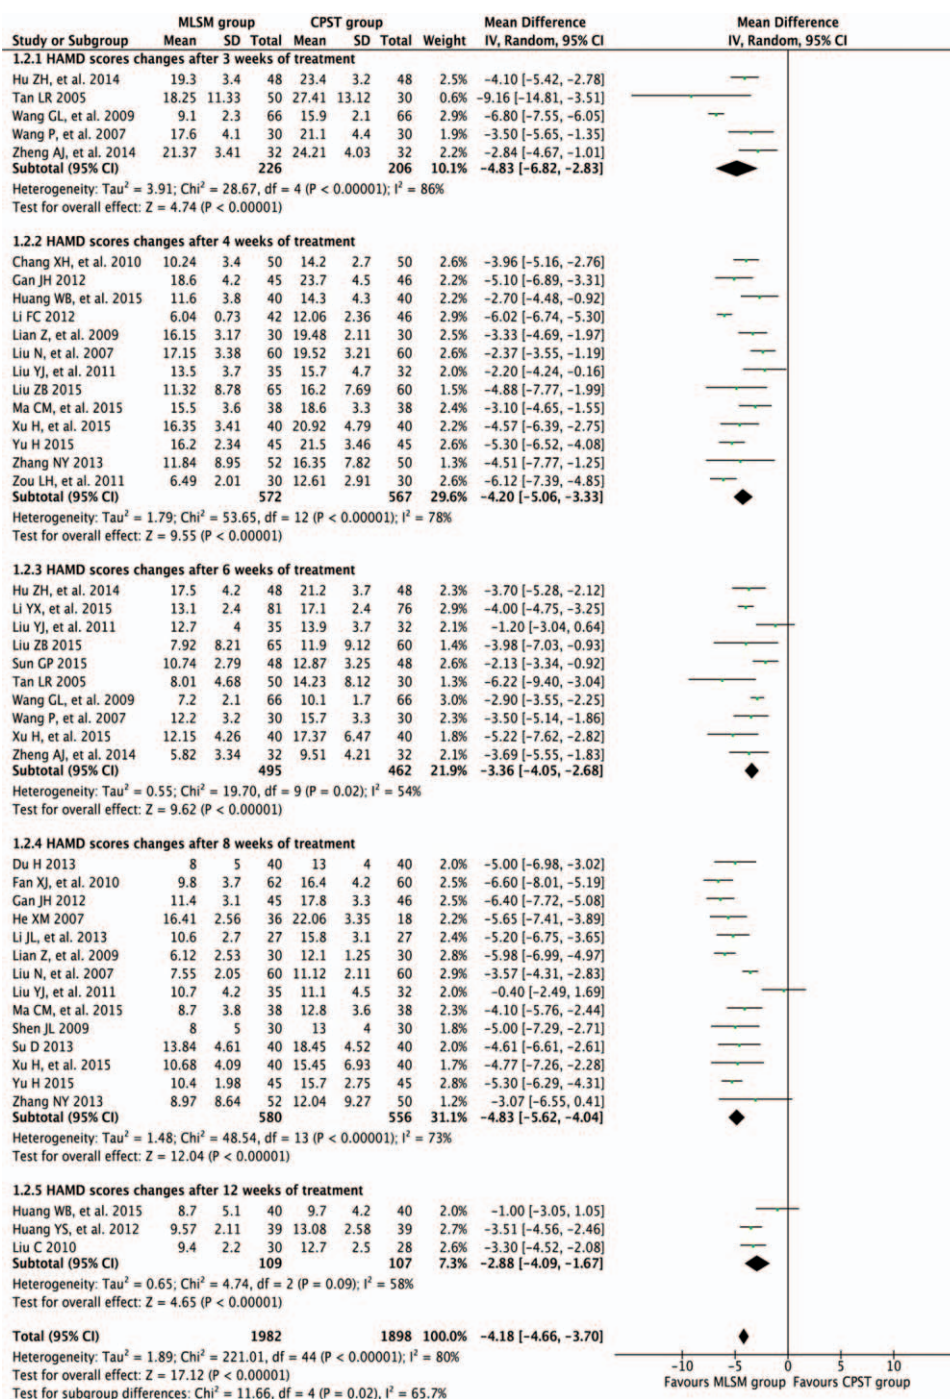 MLSM group CPST group Mean Difference Mean Difference
Study or Subgroup Mean SD Total Mean SD Total Weight IV, Random, 95% CI IV, Random, 95% CI
1.2.1 HAMD scores changes after 3 weeks of treatment
Hu ZH, et al. 2014 19.3 3.4 48 23.4 3.2 48 2.5% −4.10 [−5.42, −2.78]
Tan LR 2005 18.25 11.33 50 27.41 13.12 30 0.6% −9.16 [−14.81, −3.51]
Wang GL, et al. 2009 9.1 2.3 66 15.9 2.1 66 2.9% −6.80 [−7.55, −6.05]
Wang P, et al. 2007 17.6 4.1 30 21.1 4.4 30 1.9% −3.50 [−5.65, −1.35]
Zheng AJ, et al. 2014 21.37 3.41 32 24.21 4.03 32 2.2% −2.84 [−4.67, −1.01]
Subtotal (95% CI) 226 206 10.1% −4.83 [−6.82, −2.83]
Heterogeneity: Tau² = 3.91; Chi² = 28.67, df = 4 (P < 0.00001); I² = 86%
Test for overall effect: Z = 4.74 (P < 0.00001)
1.2.2 HAMD scores changes after 4 weeks of treatment
Chang XH, et al. 2010 10.24 3.4 50 14.2 2.7 50 2.6% −3.96 [−5.16, −2.76]
Gan JH 2012 18.6 4.2 45 23.7 4.5 46 2.2% −5.10 [−6.89, −3.31]
Huang WB, et al. 2015 11.6 3.8 40 14.3 4.3 40 2.2% −2.70 [−4.48, −0.92]
Li FC 2012 6.04 0.73 42 12.06 2.36 46 2.9% −6.02 [−6.74, −5.30]
Lian Z, et al. 2009 16.15 3.17 30 19.48 2.11 30 2.5% −3.33 [−4.69, −1.97]
Liu N, et al. 2007 17.15 3.38 60 19.52 3.21 60 2.6% −2.37 [−3.55, −1.19]
Liu YJ, et al. 2011 13.5 3.7 35 15.7 4.7 32 2.0% −2.20 [−4.24, −0.16]
Liu ZB 2015 11.32 8.78 65 16.2 7.69 60 1.5% −4.88 [−7.77, −1.99]
Ma CM, et al. 2015 15.5 3.6 38 18.6 3.3 38 2.4% −3.10 [−4.65, −1.55]
Xu H, et al. 2015 16.35 3.41 40 20.92 4.79 40 2.2% −4.57 [−6.39, −2.75]
Yu H 2015 16.2 2.34 45 21.5 3.46 45 2.6% −5.30 [−6.52, −4.08]
Zhang NY 2013 11.84 8.95 52 16.35 7.82 50 1.3% −4.51 [−7.77, −1.25]
Zou LH, et al. 2011 6.49 2.01 30 12.61 2.91 30 2.6% −6.12 [−7.39, −4.85]
Subtotal (95% CI) 572 567 29.6% −4.20 [−5.06, −3.33]
Heterogeneity: Tau² = 1.79; Chi² = 53.65, df = 12 (P < 0.00001); I² = 78%
Test for overall effect: Z = 9.55 (P < 0.00001)
1.2.3 HAMD scores changes after 6 weeks of treatment
Hu ZH, et al. 2014 17.5 4.2 48 21.2 3.7 48 2.3% −3.70 [−5.28, −2.12]
Li YX, et al. 2015 13.1 2.4 81 17.1 2.4 76 2.9% −4.00 [−4.75, −3.25]
Liu YJ, et al. 2011 12.7 4 35 13.9 3.7 32 2.1% −1.20 [−3.04, 0.64]
Liu ZB 2015 7.92 8.21 65 11.9 9.12 60 1.4% −3.98 [−7.03, −0.93]
Sun GP 2015 10.74 2.79 48 12.87 3.25 48 2.6% −2.13 [−3.34, −0.92]
Tan LR 2005 8.01 4.68 50 14.23 8.12 30 1.3% −6.22 [−9.40, −3.04]
Wang GL, et al. 2009 7.2 2.1 66 10.1 1.7 66 3.0% −2.90 [−3.55, −2.25]
Wang P, et al. 2007 12.2 3.2 30 15.7 3.3 30 2.3% −3.50 [−5.14, −1.86]
Xu H, et al. 2015 12.15 4.26 40 17.37 6.47 40 1.8% −5.22 [−7.62, −2.82]
Zheng AJ, et al. 2014 5.82 3.34 32 9.51 4.21 32 2.1% −3.69 [−5.55, −1.83]
Subtotal (95% CI) 495 462 21.9% −3.36 [−4.05, −2.68]
Heterogeneity: Tau² = 0.55; Chi² = 19.70, df = 9 (P = 0.02); I² = 54%
Test for overall effect: Z = 9.62 (P < 0.00001)
1.2.4 HAMD scores changes after 8 weeks of treatment
Du H 2013 8 5 40 13 4 40 2.0% −5.00 [−6.98, −3.02]
Fan XJ, et al. 2010 9.8 3.7 62 16.4 4.2 60 2.5% −6.60 [−8.01, −5.19]
Gan JH 2012 11.4 3.1 45 17.8 3.3 46 2.5% −6.40 [−7.72, −5.08]
He XM 2007 16.41 2.56 36 22.06 3.35 18 2.2% −5.65 [−7.41, −3.89]
Li JL, et al. 2013 10.6 2.7 27 15.8 3.1 27 2.4% −5.20 [−6.75, −3.65]
Lian Z, et al. 2009 6.12 2.53 30 12.1 1.25 30 2.8% −5.98 [−6.99, −4.97]
Liu N, et al. 2007 7.55 2.05 60 11.12 2.11 60 2.9% −3.57 [−4.31, −2.83]
Liu YJ, et al. 2011 10.7 4.2 35 11.1 4.5 32 2.0% −0.40 [−2.49, 1.69]
Ma CM, et al. 2015 8.7 3.8 38 12.8 3.6 38 2.3% −4.10 [−5.76, −2.44]
Shen JL 2009 8 5 30 13 4 30 1.8% −5.00 [−7.29, −2.71]
Su D 2013 13.84 4.61 40 18.45 4.52 40 2.0% −4.61 [−6.61, −2.61]
Xu H, et al. 2015 10.68 4.09 40 15.45 6.93 40 1.7% −4.77 [−7.26, −2.28]
Yu H 2015 10.4 1.98 45 15.7 2.75 45 2.8% −5.30 [−6.29, −4.31]
Zhang NY 2013 8.97 8.64 52 12.04 9.27 50 1.2% −3.07 [−6.55, 0.41]
Subtotal (95% CI) 580 556 31.1% −4.83 [−5.62, −4.04]
Heterogeneity: Tau² = 1.48; Chi² = 48.54, df = 13 (P < 0.00001); I² = 73%
Test for overall effect: Z = 12.04 (P < 0.00001)
1.2.5 HAMD scores changes after 12 weeks of treatment
Huang WB, et al. 2015 8.7 5.1 40 9.7 4.2 40 2.0% −1.00 [−3.05, 1.05]
Huang YS, et al. 2012 9.57 2.11 39 13.08 2.58 39 2.7% −3.51 [−4.56, −2.46]
Liu C 2010 9.4 2.2 30 12.7 2.5 28 2.6% −3.30 [−4.52, −2.08]
Subtotal (95% CI) 109 107 7.3% −2.88 [−4.09, −1.67]
Heterogeneity: Tau² = 0.65; Chi² = 4.74, df = 2 (P = 0.09); I² = 58%
Test for overall effect: Z = 4.65 (P < 0.00001)
Total (95% CI) 1982 1898 100.0% −4.18 [−4.66, −3.70]
Heterogeneity: Tau² = 1.89; Chi² = 221.01, df = 44 (P < 0.00001); I² = 80%
Test for overall effect: Z = 17.12 (P < 0.00001)
Test for subgroup differences: Chi² = 11.66, df = 4 (P = 0.02), I² = 65.7%
−10 −5 0 5 10
Favours MLSM group Favours CPST group